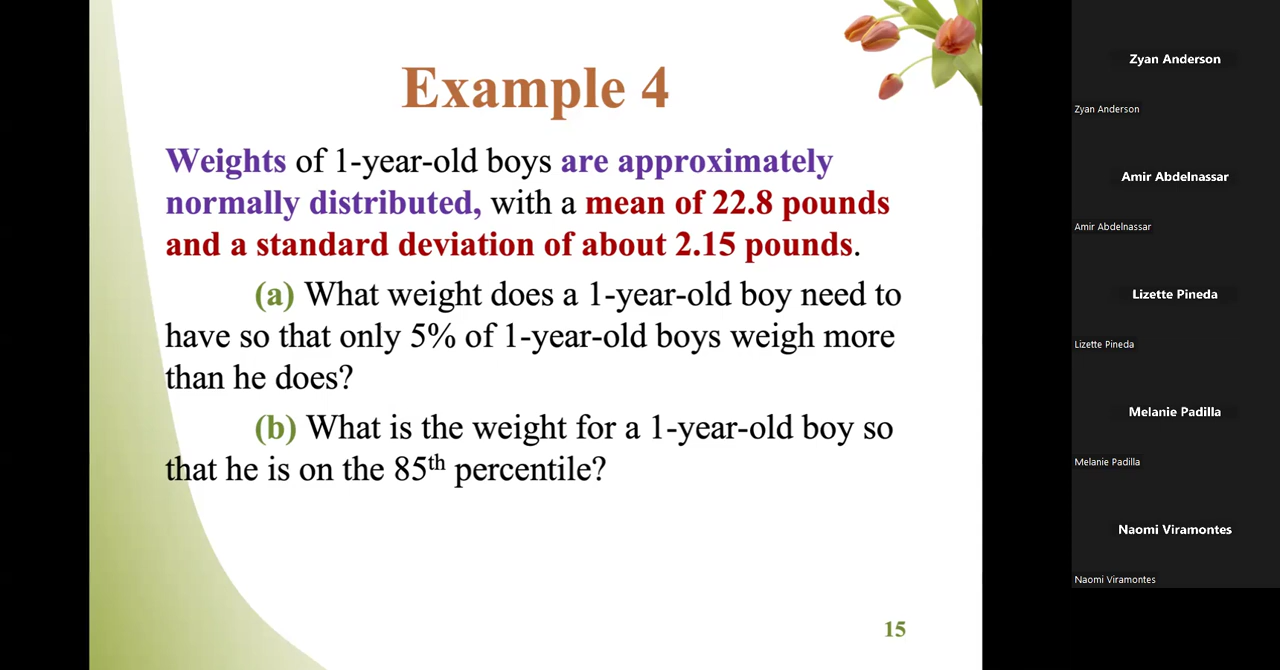 Example 4
Weights of 1-year-old boys are approximately
normally distributed, with a mean of 22.8 pounds
and a standard deviation of about 2.15 pounds.
(a) What weight does a 1-year-old boy need to
have so that only 5% of 1-year-old boys weigh more
than he does?
(b) What is the weight for a 1-year-old boy so
that he is on the 85th percentile?
15
Zyan Anderson
Zyan Anderson
Amir Abdelnassar
Amir Abdelnassar
Lizette Pineda
Lizette Pineda
Melanie Padilla
Melanie Padilla
Naomi Viramontes
Naomi Viramontes